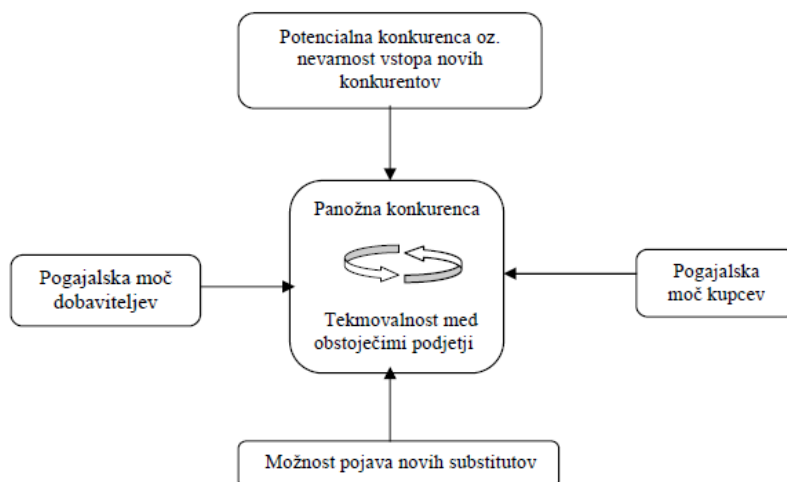 Potencialna konkurenca oz.
nevarnost vstopa novih
konkurentov
Panožna konkurenca
Pogajalska moč
dobaviteljev
Pogajalska
moč kupcev
Tekmovalnost med
obstoječimi podjetji
Možnost pojava novih substitutov